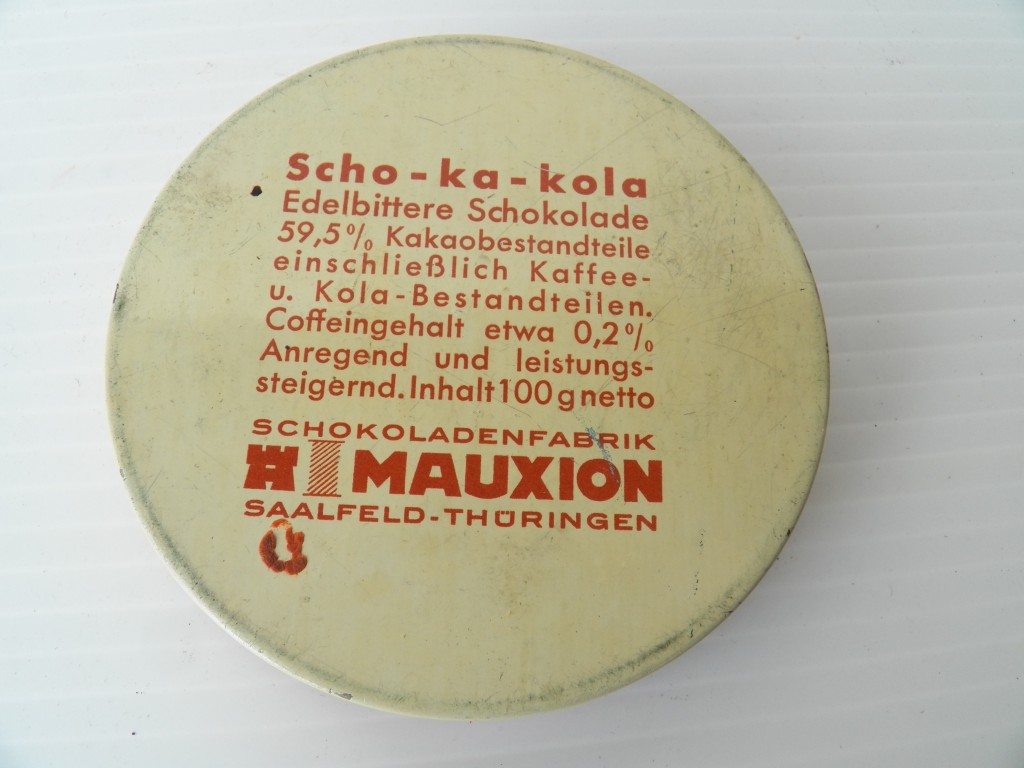 Scho-ka-kola
Edelbittere Schokolade
59,5% Kakaobestandteile
einschließlich Kaffee-
u. Kola-Bestandteilen.
Coffeingehalt etwa 0,2%
Anregend und leistungs-
steigernd. Inhalt 100 g netto
SCHOKOLADENFABRIK
MAUXION
SAALFELD-THÜRINGEN